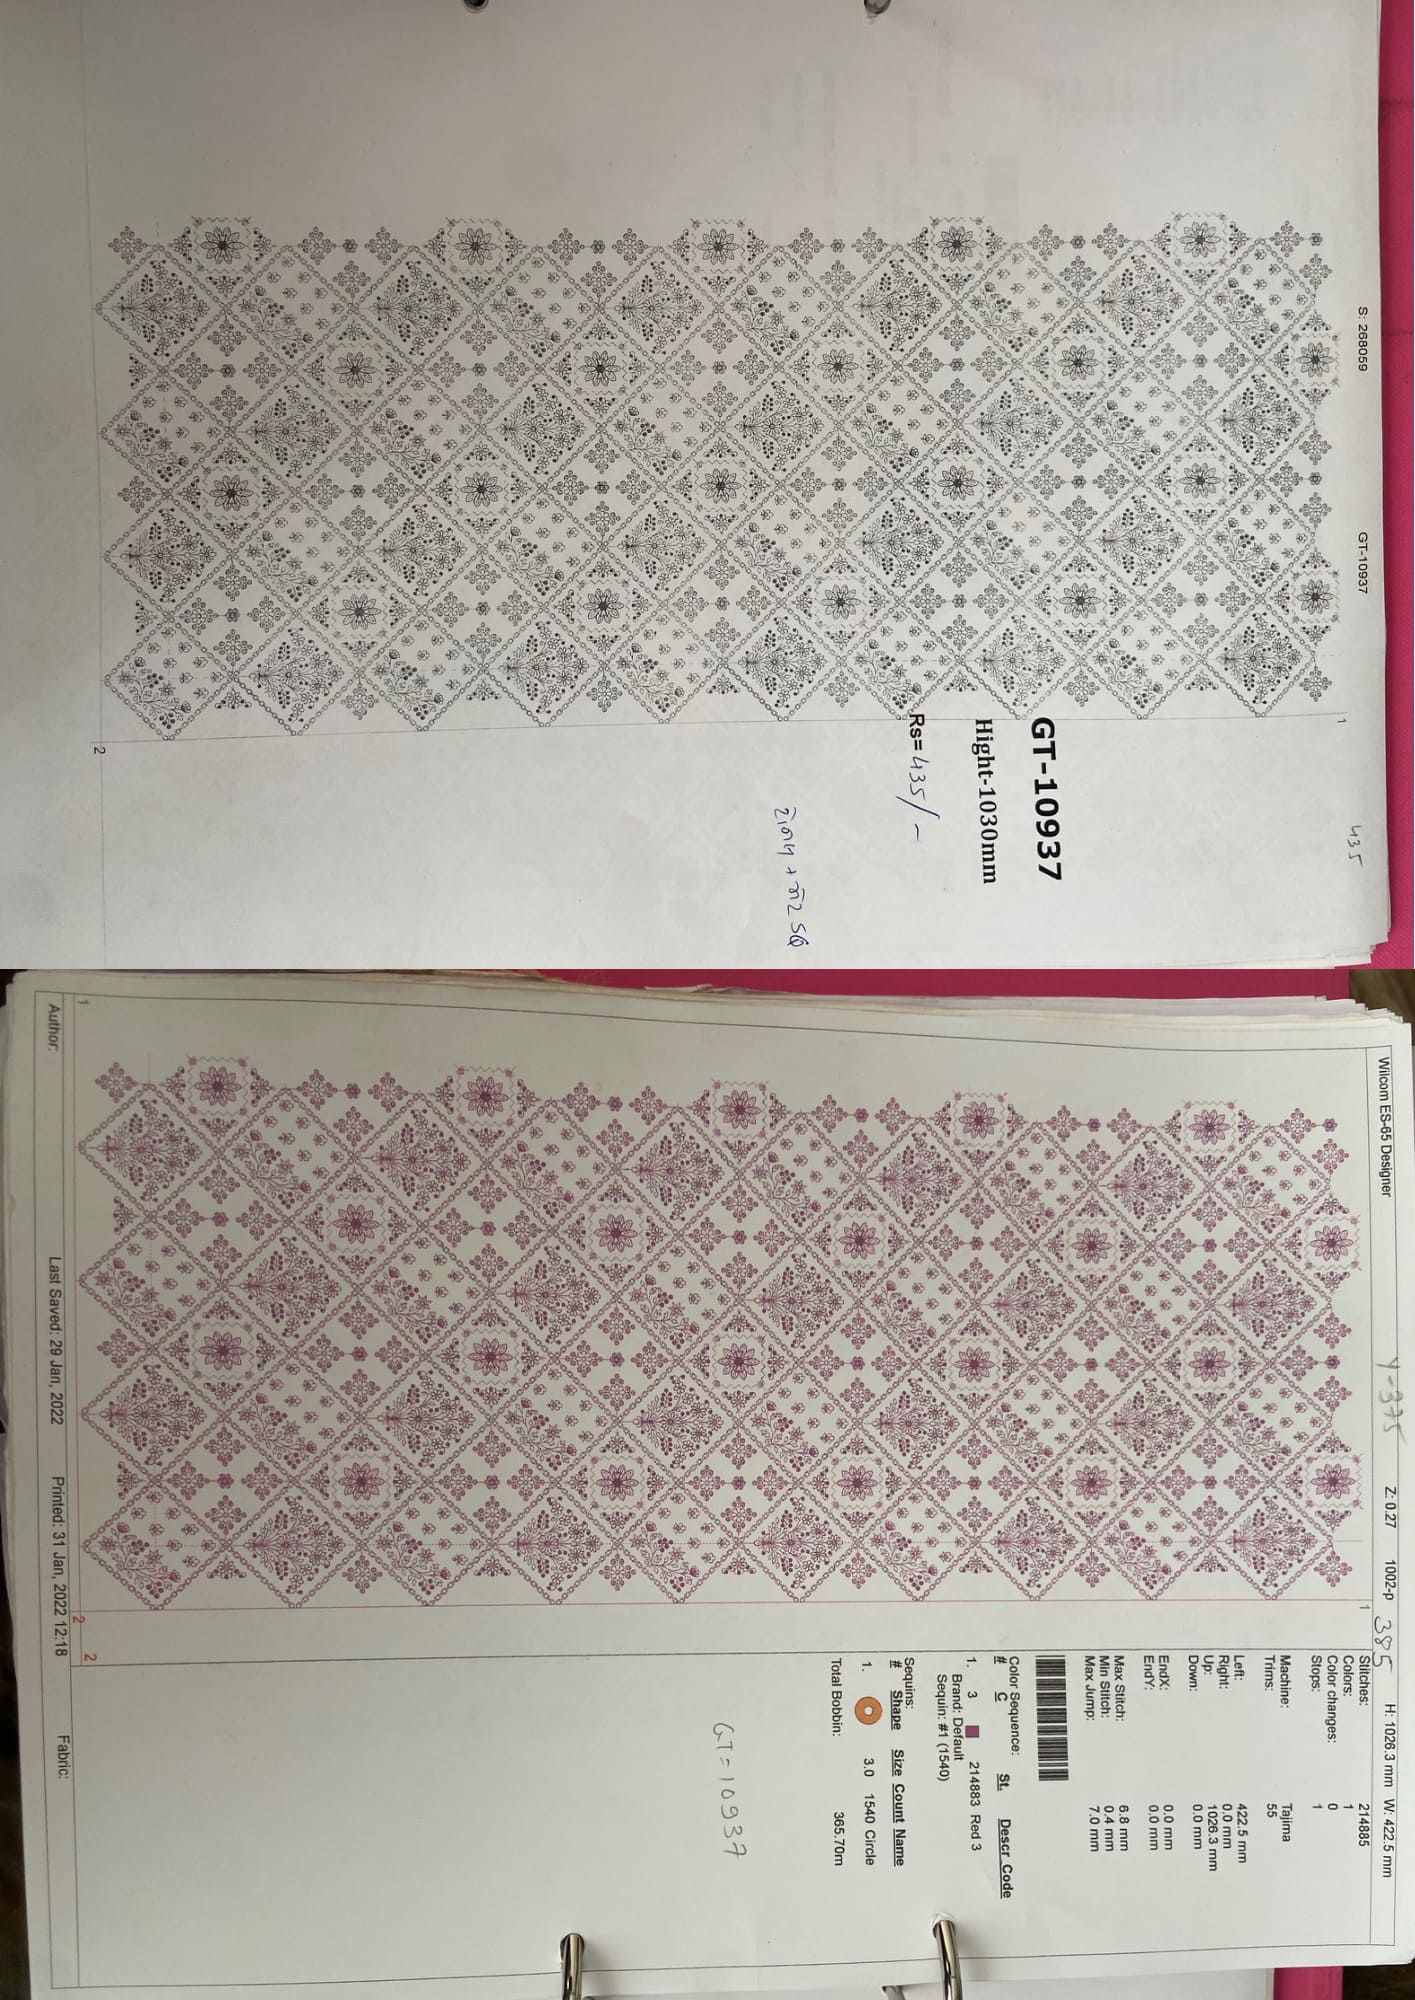 S: 268059 GT-10937
1
435
GT-10937
Hight-1030mm
Rs= 435/-
2
Wilcom ES-65 Designer Y-375 Z: 0.27 1002-p 385 H: 1026.3 mm W: 422.5 mm
1
Stitches: 214885
Colors: 1
Color changes: 0
Stops: 1
Machine: Tajima
Trims: 55
Left: 422.5 mm
Right: 0.0 mm
Up: 1026.3 mm
Down: 0.0 mm
EndX: 0.0 mm
EndY: 0.0 mm
Max Stitch: 6.8 mm
Min Stitch: 0.4 mm
Max Jump: 7.0 mm
Color Sequence:
# C St. Descr Code
1. 3 214883 Red 3
Brand: Default
Sequin: #1 (1540)
Sequins:
# Shape Size Count Name
1. 3.0 1540 Circle
Total Bobbin: 365.70m
GT=10937
1
2
2
Author: Last Saved: 29 Jan, 2022 Printed: 31 Jan, 2022 12:18 Fabric: